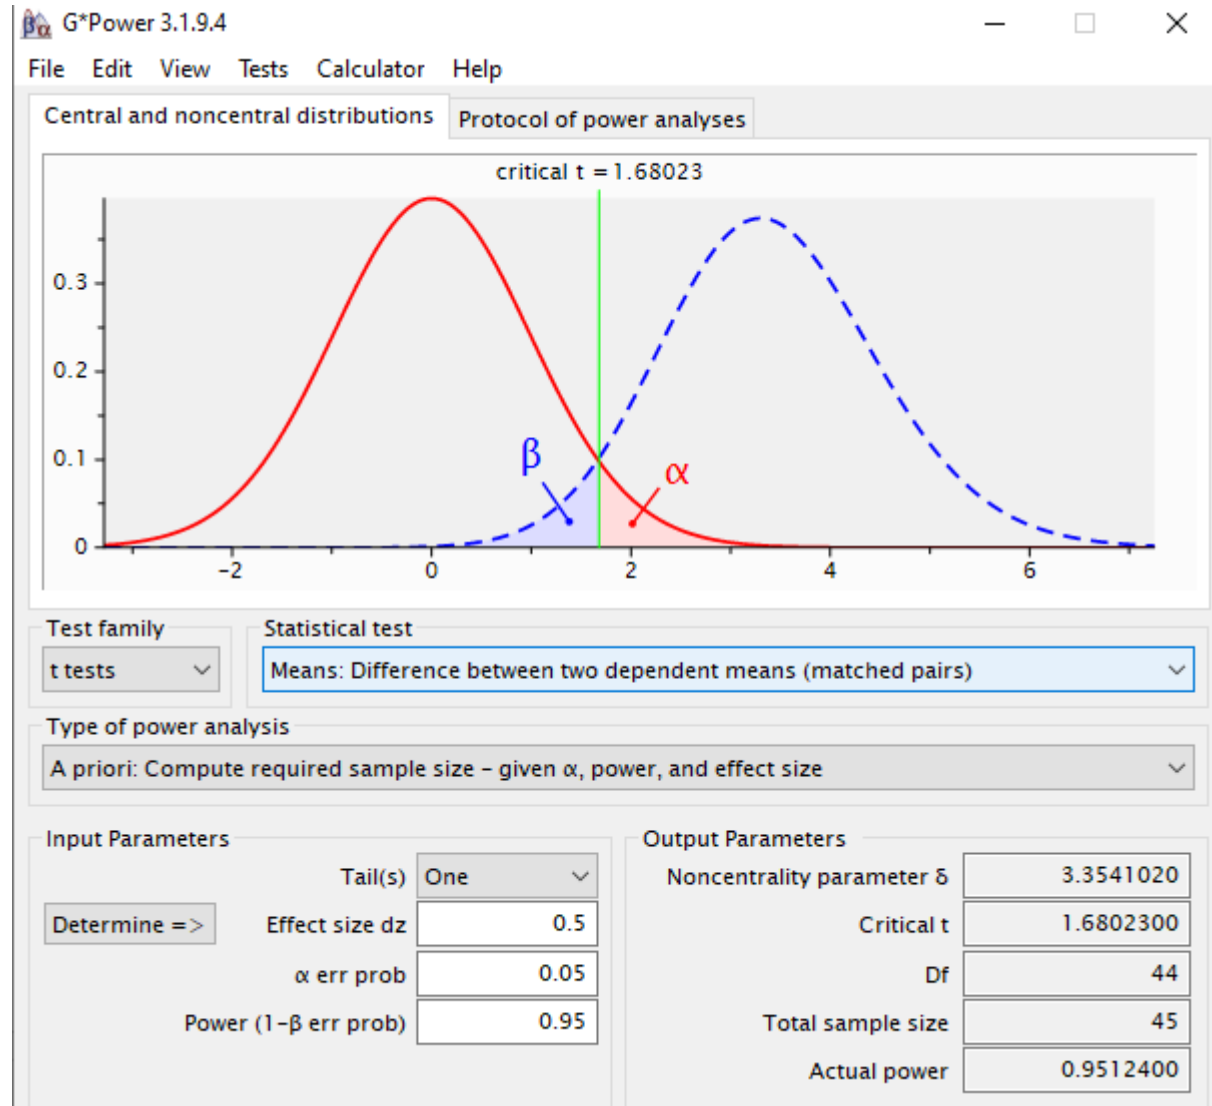 G*Power 3.1.9.4
File Edit View Tests Calculator Help
Central and noncentral distributions
Protocol of power analyses
critical t = 1.68023
0.3
0.2
0.1
0
β
α
-2 0 2 4 6
Test family
t tests
Statistical test
Means: Difference between two dependent means (matched pairs)
Type of power analysis
A priori: Compute required sample size - given α, power, and effect size
Input Parameters
Tail(s) One
Determine => Effect size dz 0.5
α err prob 0.05
Power (1-β err prob) 0.95
Output Parameters
Noncentrality parameter δ 3.3541020
Critical t 1.6802300
Df 44
Total sample size 45
Actual power 0.9512400